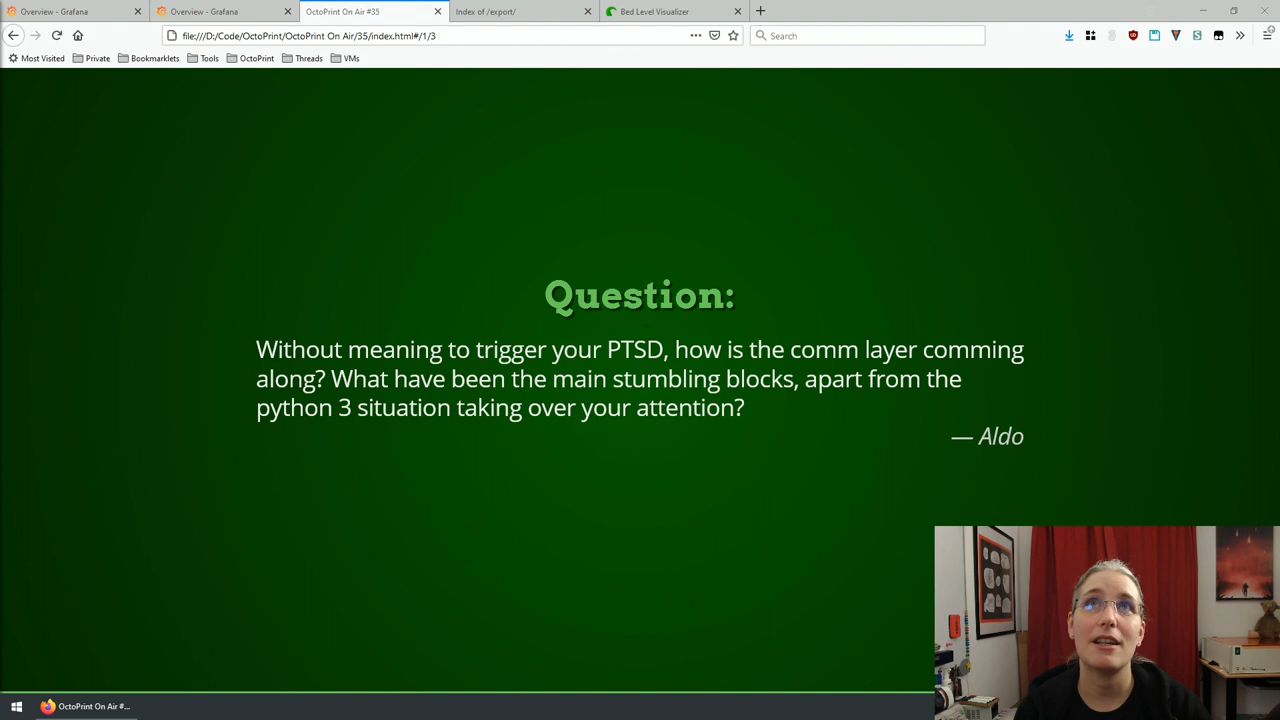 Overview - Grafana
Overview - Grafana
OctoPrint On Air #35
Index of /export/
Bed Level Visualizer
file:///D:/Code/OctoPrint/OctoPrint On Air/35/index.html#/1/3
Search
Most Visited
Private
Bookmarklets
Tools
OctoPrint
Threads
VMs
Question:
Without meaning to trigger your PTSD, how is the comm layer comming
along? What have been the main stumbling blocks, apart from the
python 3 situation taking over your attention?
— Aldo
OctoPrint On Air #...